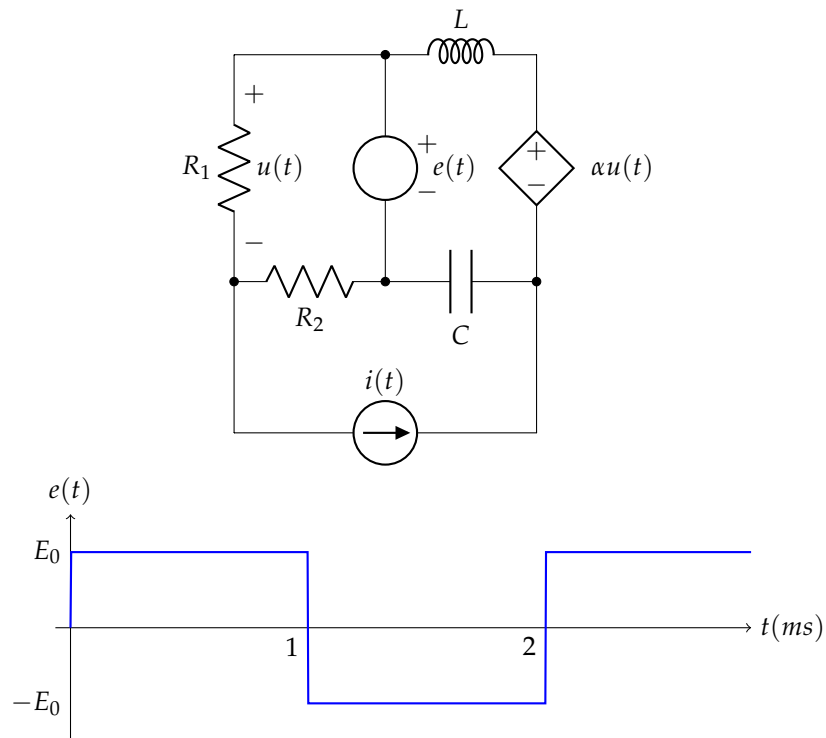 L
+
R₁ u(t)
−
+
e(t)
−
+
−
αu(t)
R₂
C
i(t)
e(t)
E₀
1
2
t(ms)
−E₀